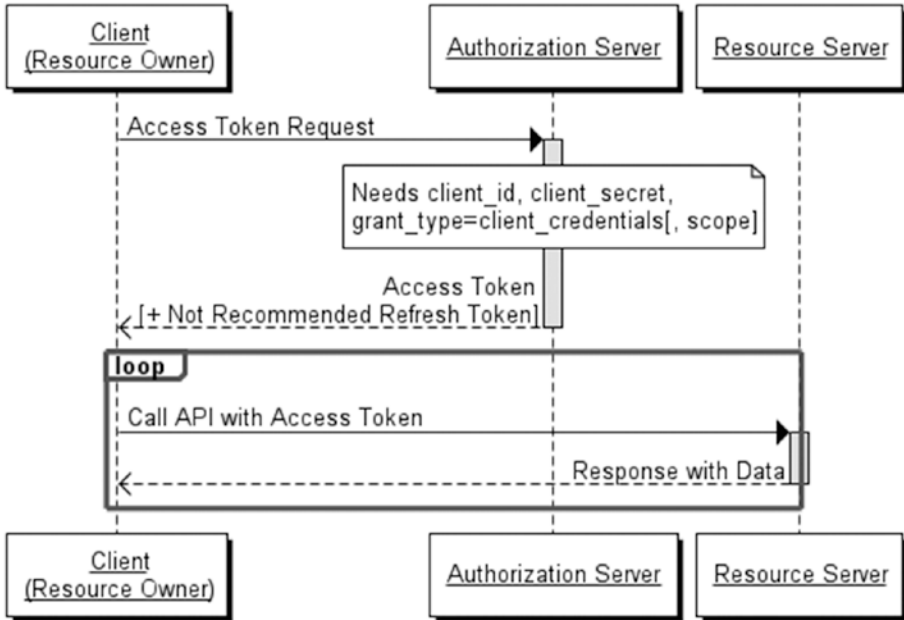 Client
(Resource Owner)
Authorization Server
Resource Server
Access Token Request
Needs client_id, client_secret,
grant_type=client_credentials[, scope]
Access Token
[+ Not Recommended Refresh Token]
loop
Call API with Access Token
Response with Data
Client
(Resource Owner)
Authorization Server
Resource Server